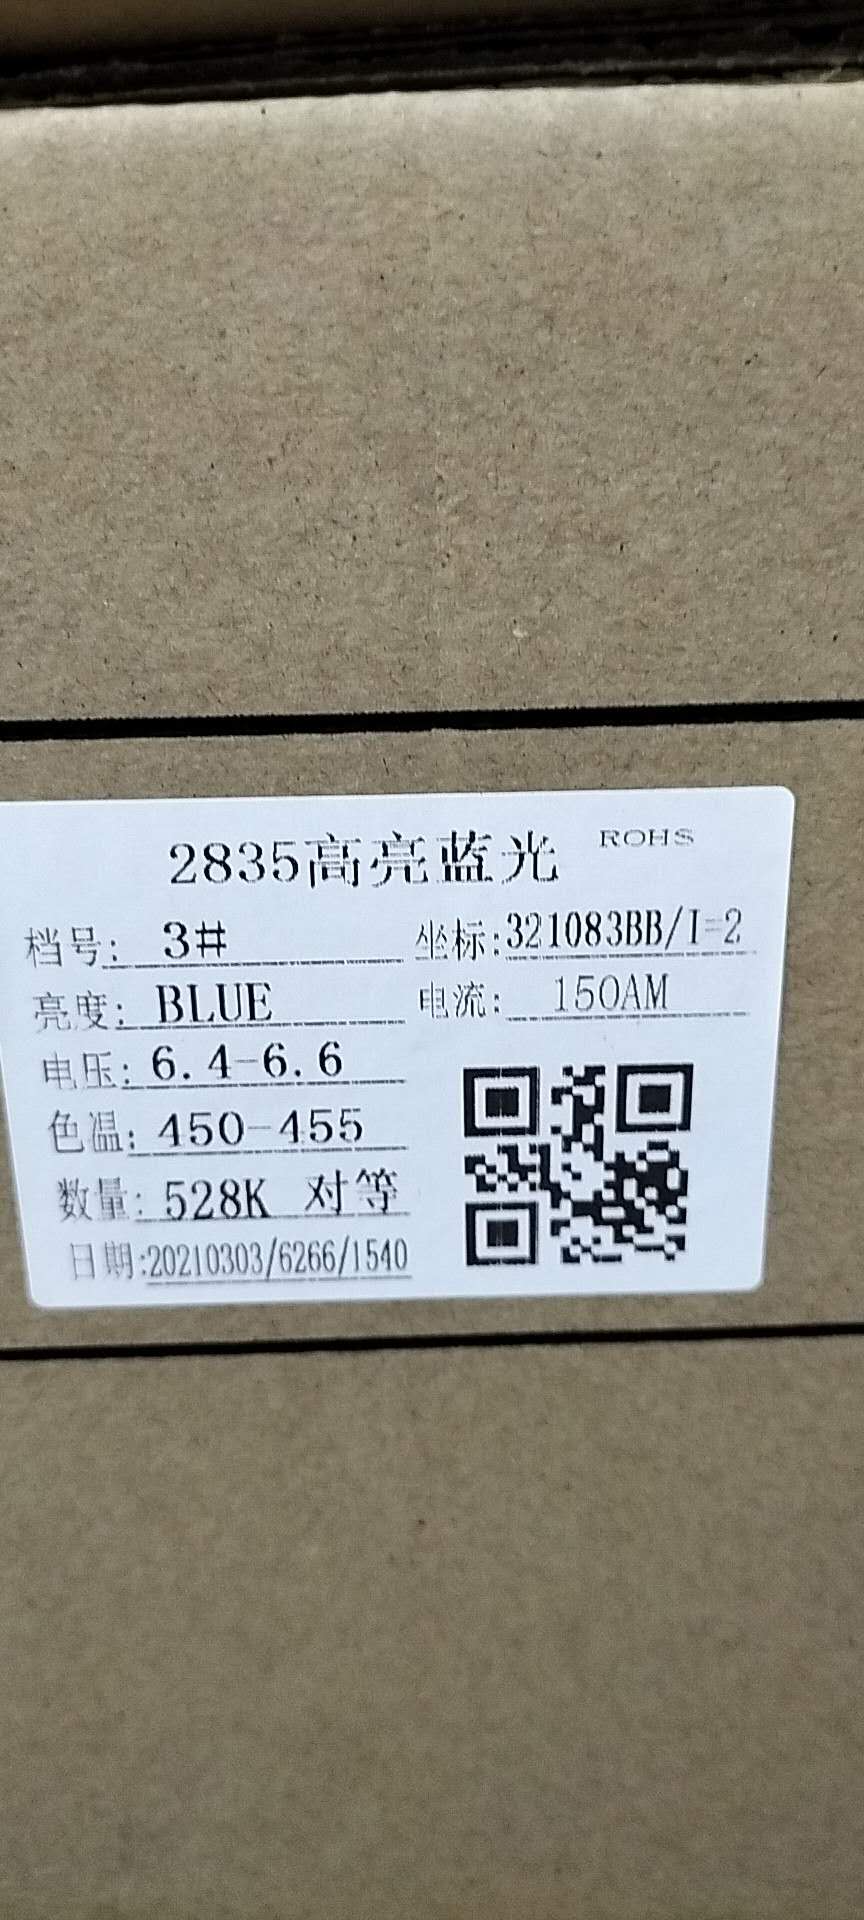 2835高亮蓝光 ROHS
档号: 3# 坐标:321083BB/I-2
亮度: BLUE 电流: 150AM
电压: 6.4-6.6
色温: 450-455
数量: 528K 对等
日期:20210303/6266/1540